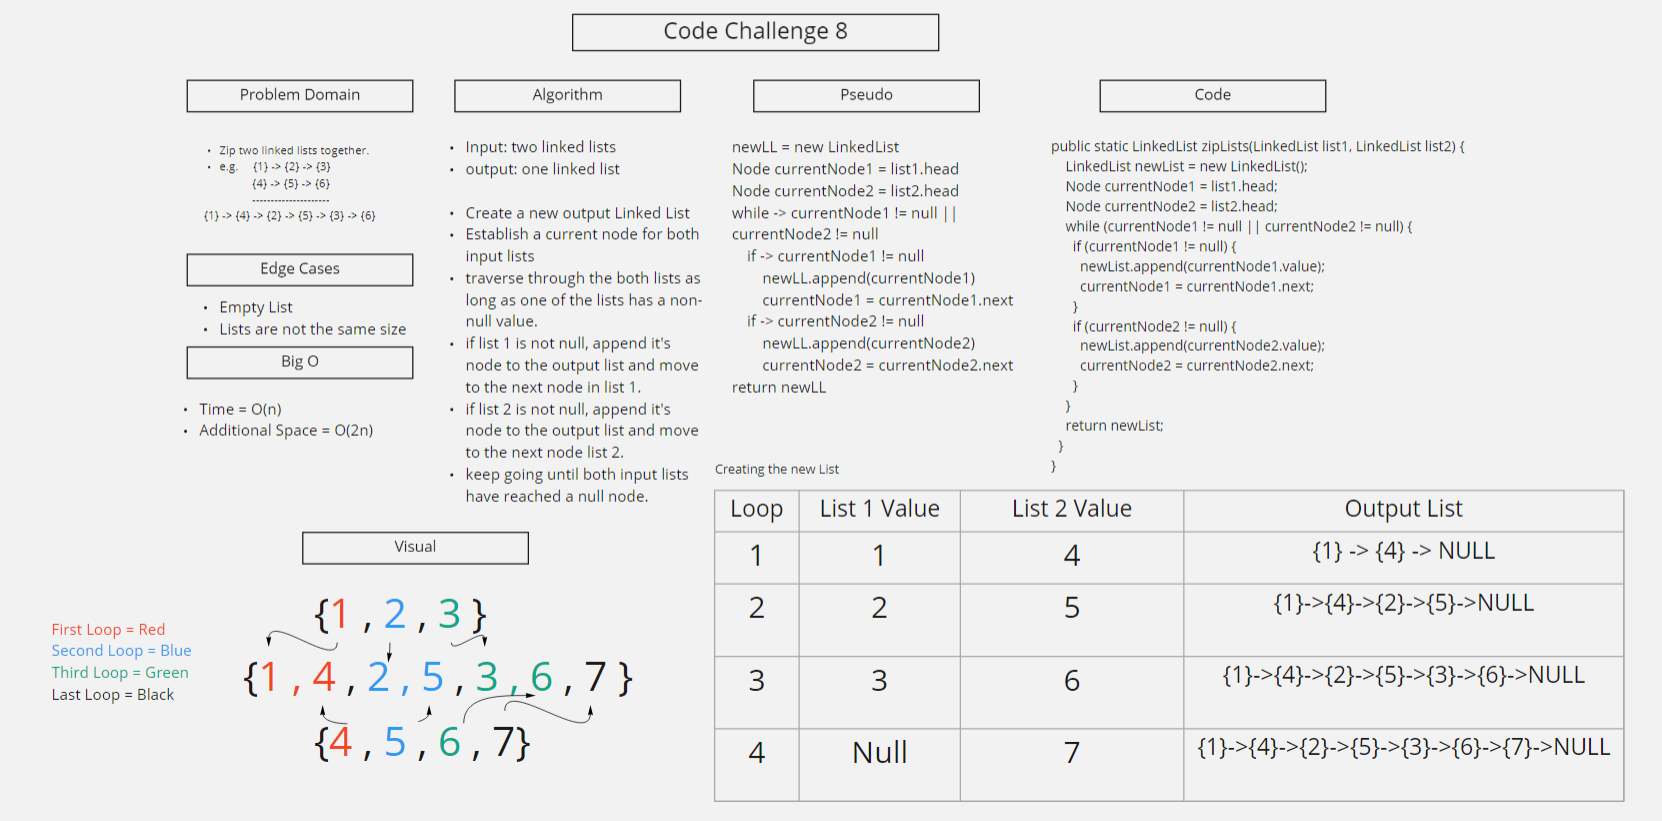 Code Challenge 8
Problem Domain
• Zip two linked lists together.
• e.g. {1} -> {2} -> {3}
{4} -> {5} -> {6}
---------------------
{1} -> {4} -> {2} -> {5} -> {3} -> {6}
Edge Cases
• Empty List
• Lists are not the same size
Big O
• Time = O(n)
• Additional Space = O(2n)
Algorithm
• Input: two linked lists
• output: one linked list
• Create a new output Linked List
• Establish a current node for both
input lists
• traverse through the both lists as
long as one of the lists has a non-
null value.
• if list 1 is not null, append it's
node to the output list and move
to the next node in list 1.
• if list 2 is not null, append it's
node to the output list and move
to the next node list 2.
• keep going until both input lists
have reached a null node.
Pseudo
newLL = new LinkedList
Node currentNode1 = list1.head
Node currentNode2 = list2.head
while -> currentNode1 != null ||
currentNode2 != null
if -> currentNode1 != null
newLL.append(currentNode1)
currentNode1 = currentNode1.next
if -> currentNode2 != null
newLL.append(currentNode2)
currentNode2 = currentNode2.next
return newLL
Code
public static LinkedList zipLists(LinkedList list1, LinkedList list2) {
LinkedList newList = new LinkedList();
Node currentNode1 = list1.head;
Node currentNode2 = list2.head;
while (currentNode1 != null || currentNode2 != null) {
if (currentNode1 != null) {
newList.append(currentNode1.value);
currentNode1 = currentNode1.next;
}
if (currentNode2 != null) {
newList.append(currentNode2.value);
currentNode2 = currentNode2.next;
}
}
return newList;
}
}
Visual
First Loop = Red
Second Loop = Blue
Third Loop = Green
Last Loop = Black
{1 , 2 , 3 }
{1 , 4 , 2 , 5 , 3 , 6 , 7 }
{4 , 5 , 6 , 7}
Creating the new List
Loop List 1 Value List 2 Value Output List
1 1 4 {1} -> {4} -> NULL
2 2 5 {1}->{4}->{2}->{5}->NULL
3 3 6 {1}->{4}->{2}->{5}->{3}->{6}->NULL
4 Null 7 {1}->{4}->{2}->{5}->{3}->{6}->{7}->NULL